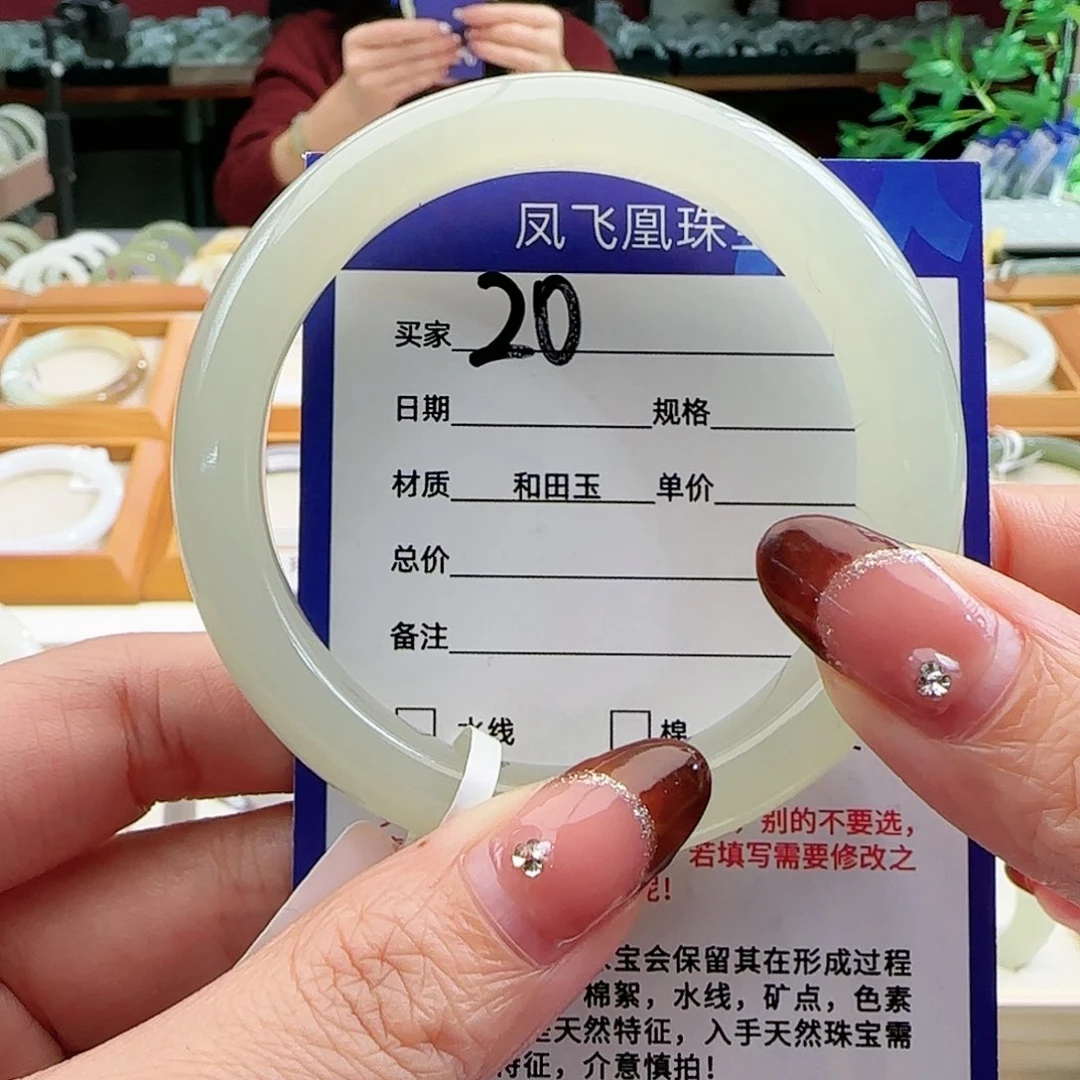 凤飞凰珠宝
买家 20
日期 规格
材质 和田玉 单价
总价
备注
水线 棉
别的不要选，
若填写需要修改之
呢！
宝会保留其在形成过程
棉絮，水线，矿点，色素
天然特征，入手天然珠宝需
特征，介意慎拍！